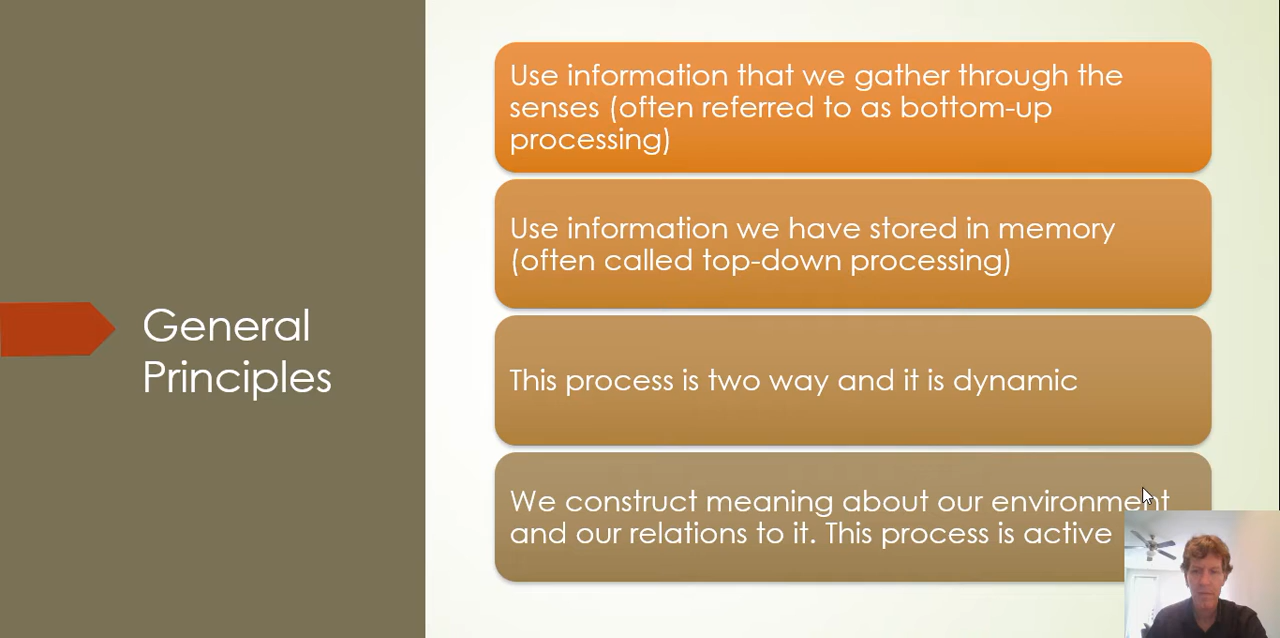 General
Principles
Use information that we gather through the
senses (often referred to as bottom-up
processing)
Use information we have stored in memory
(often called top-down processing)
This process is two way and it is dynamic
We construct meaning about our environment
and our relations to it. This process is active